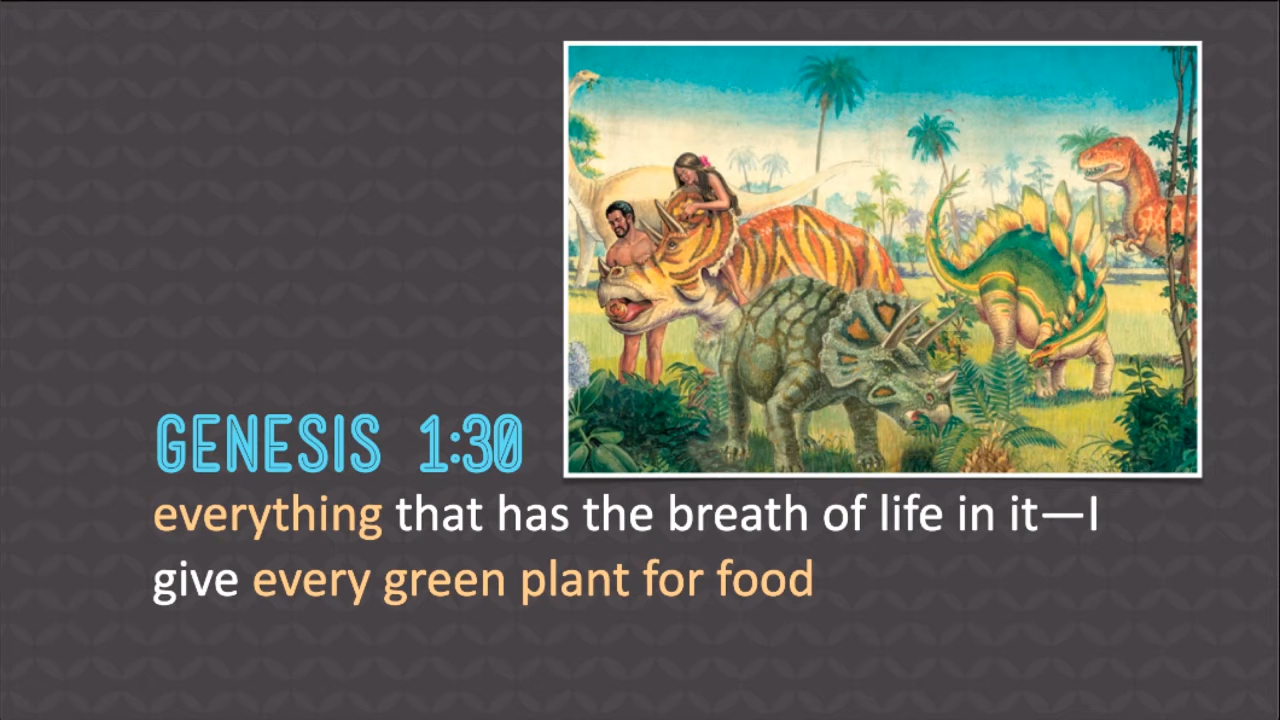 GENESIS 1:30
everything that has the breath of life in it—I
give every green plant for food